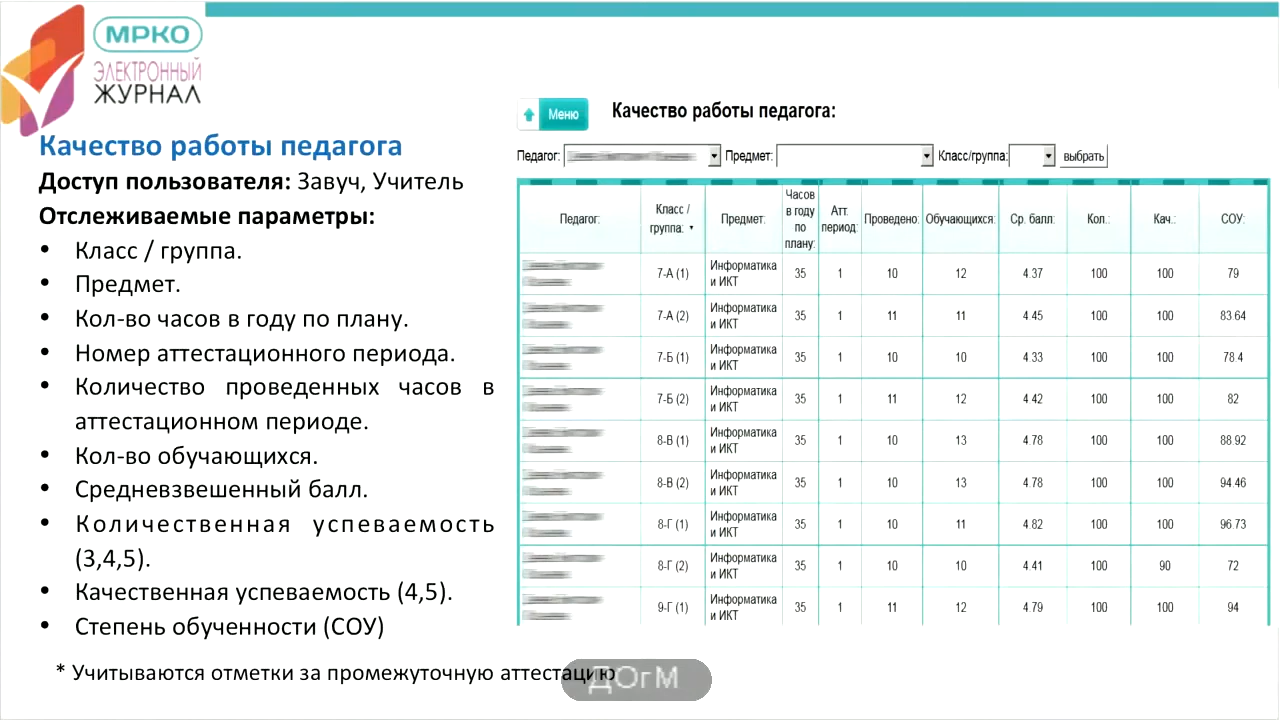 МРКО
ЭЛЕКТРОННЫЙ
ЖУРНАЛ
Качество работы педагога
Доступ пользователя: Завуч, Учитель
Отслеживаемые параметры:
• Класс / группа.
• Предмет.
• Кол-во часов в году по плану.
• Номер аттестационного периода.
• Количество проведенных часов в
аттестационном периоде.
• Кол-во обучающихся.
• Средневзвешенный балл.
• Количественная успеваемость
(3,4,5).
• Качественная успеваемость (4,5).
• Степень обученности (СОУ)
* Учитываются отметки за промежуточную аттестацию
ДОгМ
Меню
Качество работы педагога:
Педагог: Предмет: Класс/группа: выбрать
Педагог: Класс / группа: Предмет: Часов в году по плану: Атт. период: Проведено: Обучающихся: Ср. балл: Кол.: Кач.: СОУ:
7-А (1) Информатика и ИКТ 35 1 10 12 4.37 100 100 79
7-А (2) Информатика и ИКТ 35 1 11 11 4.45 100 100 83.64
7-Б (1) Информатика и ИКТ 35 1 10 10 4.33 100 100 78.4
7-Б (2) Информатика и ИКТ 35 1 11 12 4.42 100 100 82
8-В (1) Информатика и ИКТ 35 1 10 13 4.78 100 100
8-В (2) Информатика и ИКТ 35 1 10 13 4.78 100 100 94.46
8-Г (1) Информатика и ИКТ 35 1 10 11 4.82 100 100 96.73
8-Г (2) Информатика и ИКТ 35 1 10 10 4.41 100 90 72
9-Г (1) Информатика и ИКТ 35 1 11 12 4.79 100 100 94